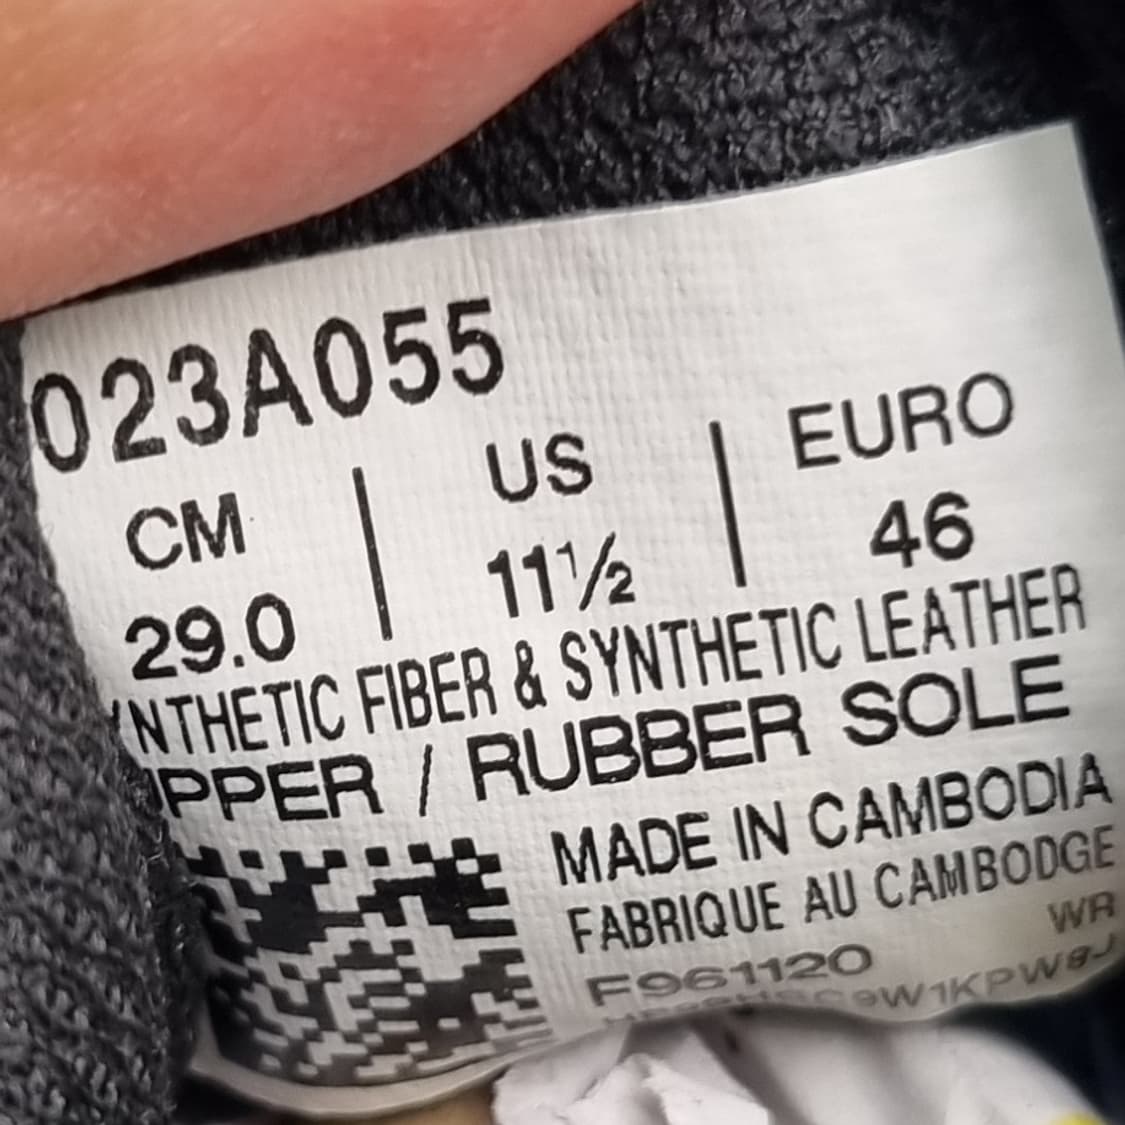 023A055
CM | US | EURO
29.0 | 11½ | 46
NTHETIC FIBER & SYNTHETIC LEATHER
PPER / RUBBER SOLE
MADE IN CAMBODIA
FABRIQUE AU CAMBODGE
WR
F961120